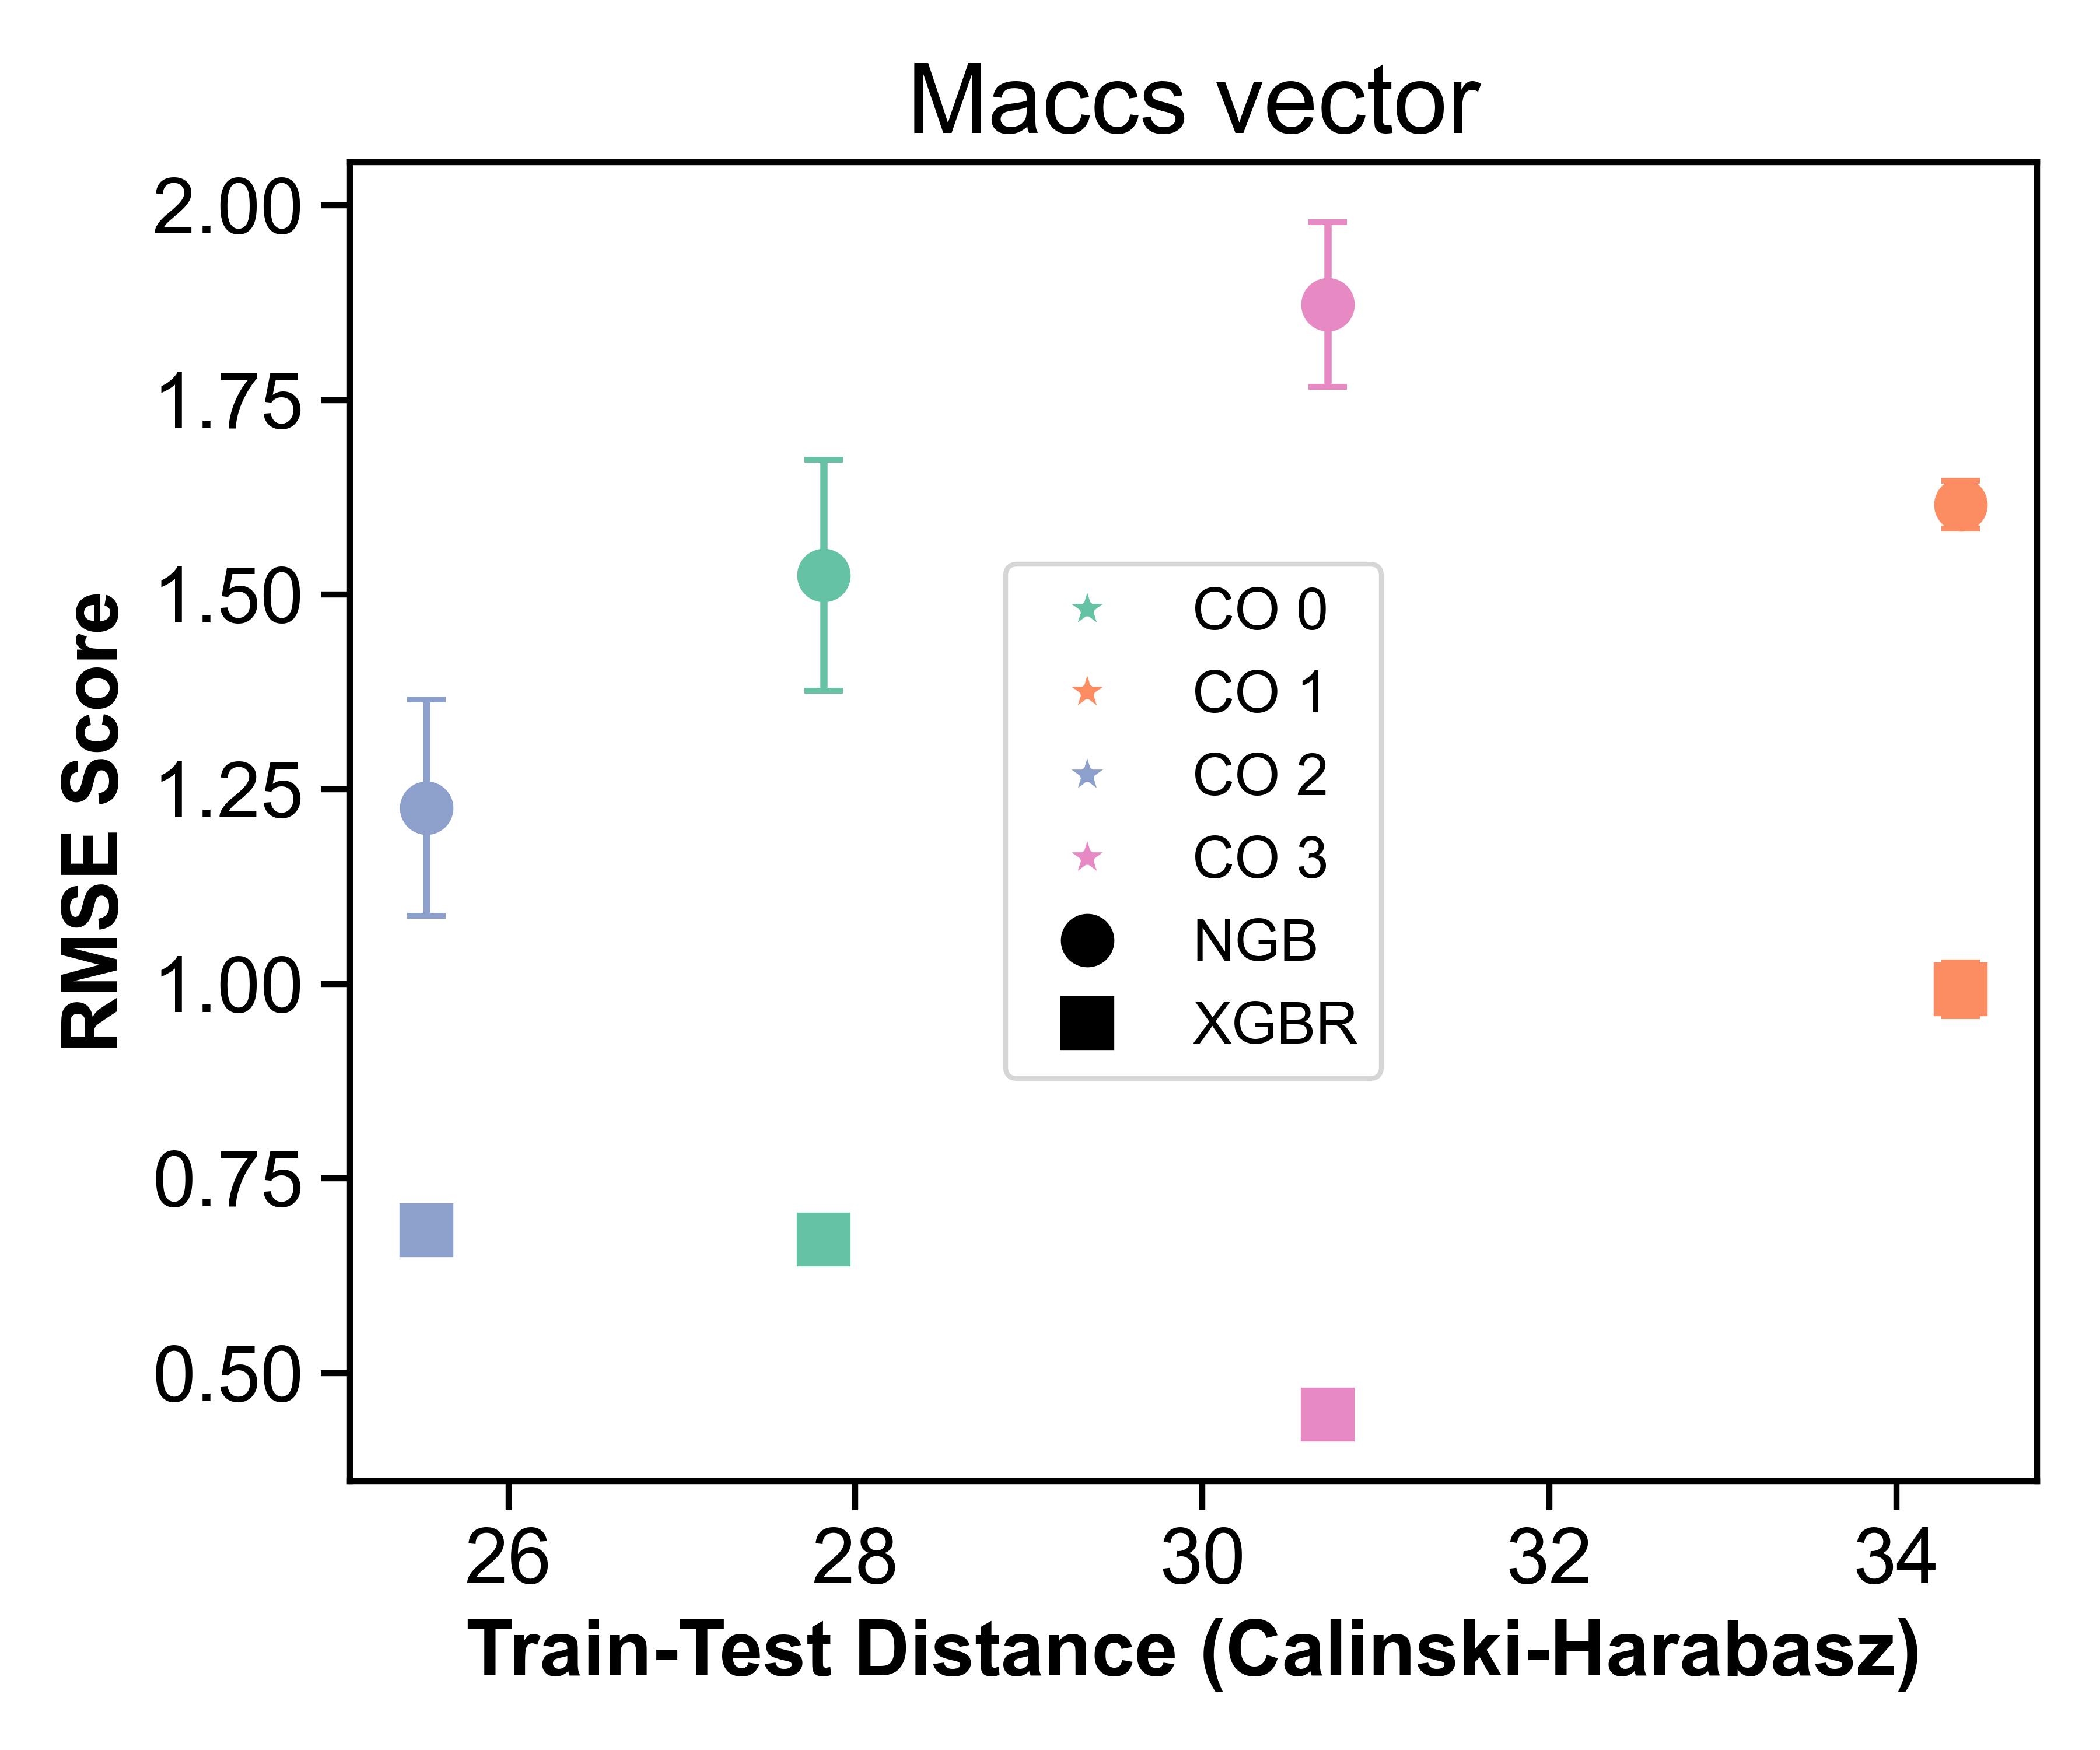 Maccs vector
2.00
1.75
1.50
1.25
1.00
0.75
0.50
RMSE Score
CO 0
CO 1
CO 2
CO 3
NGB
XGBR
26 28 30 32 34
Train-Test Distance (Calinski-Harabasz)